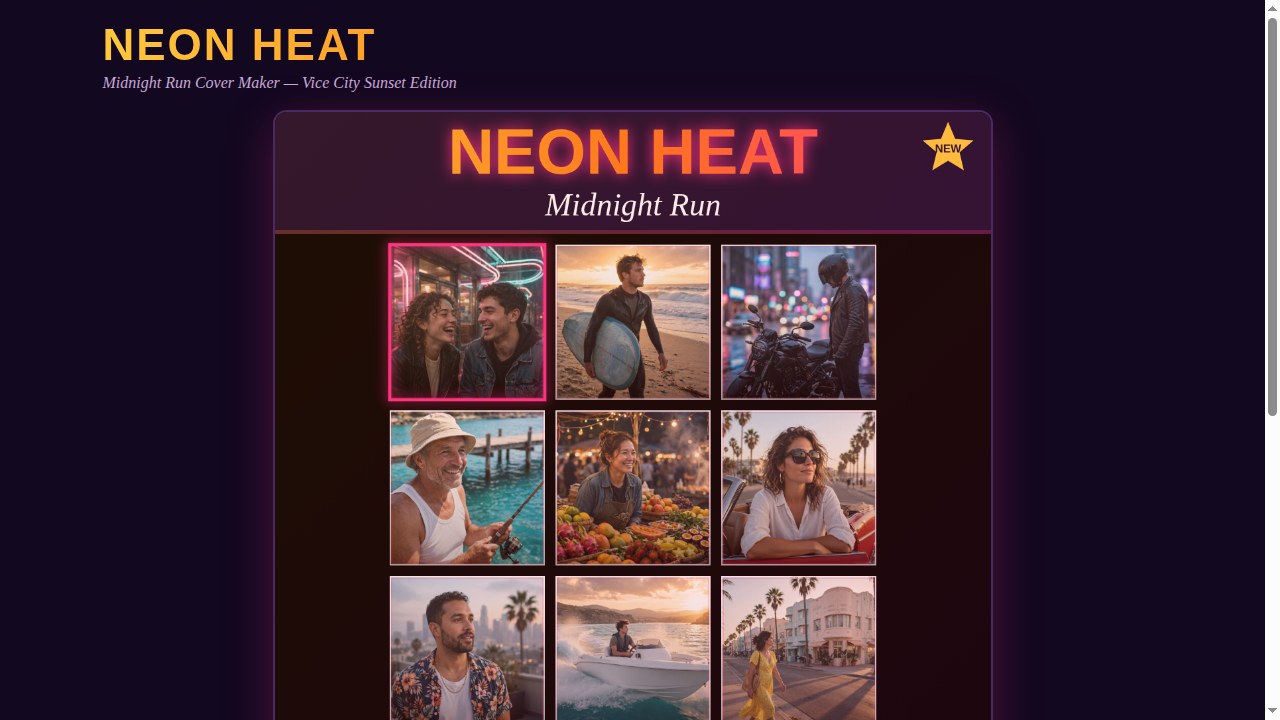 NEON HEAT
Midnight Run Cover Maker — Vice City Sunset Edition
NEON HEAT
NEW
Midnight Run